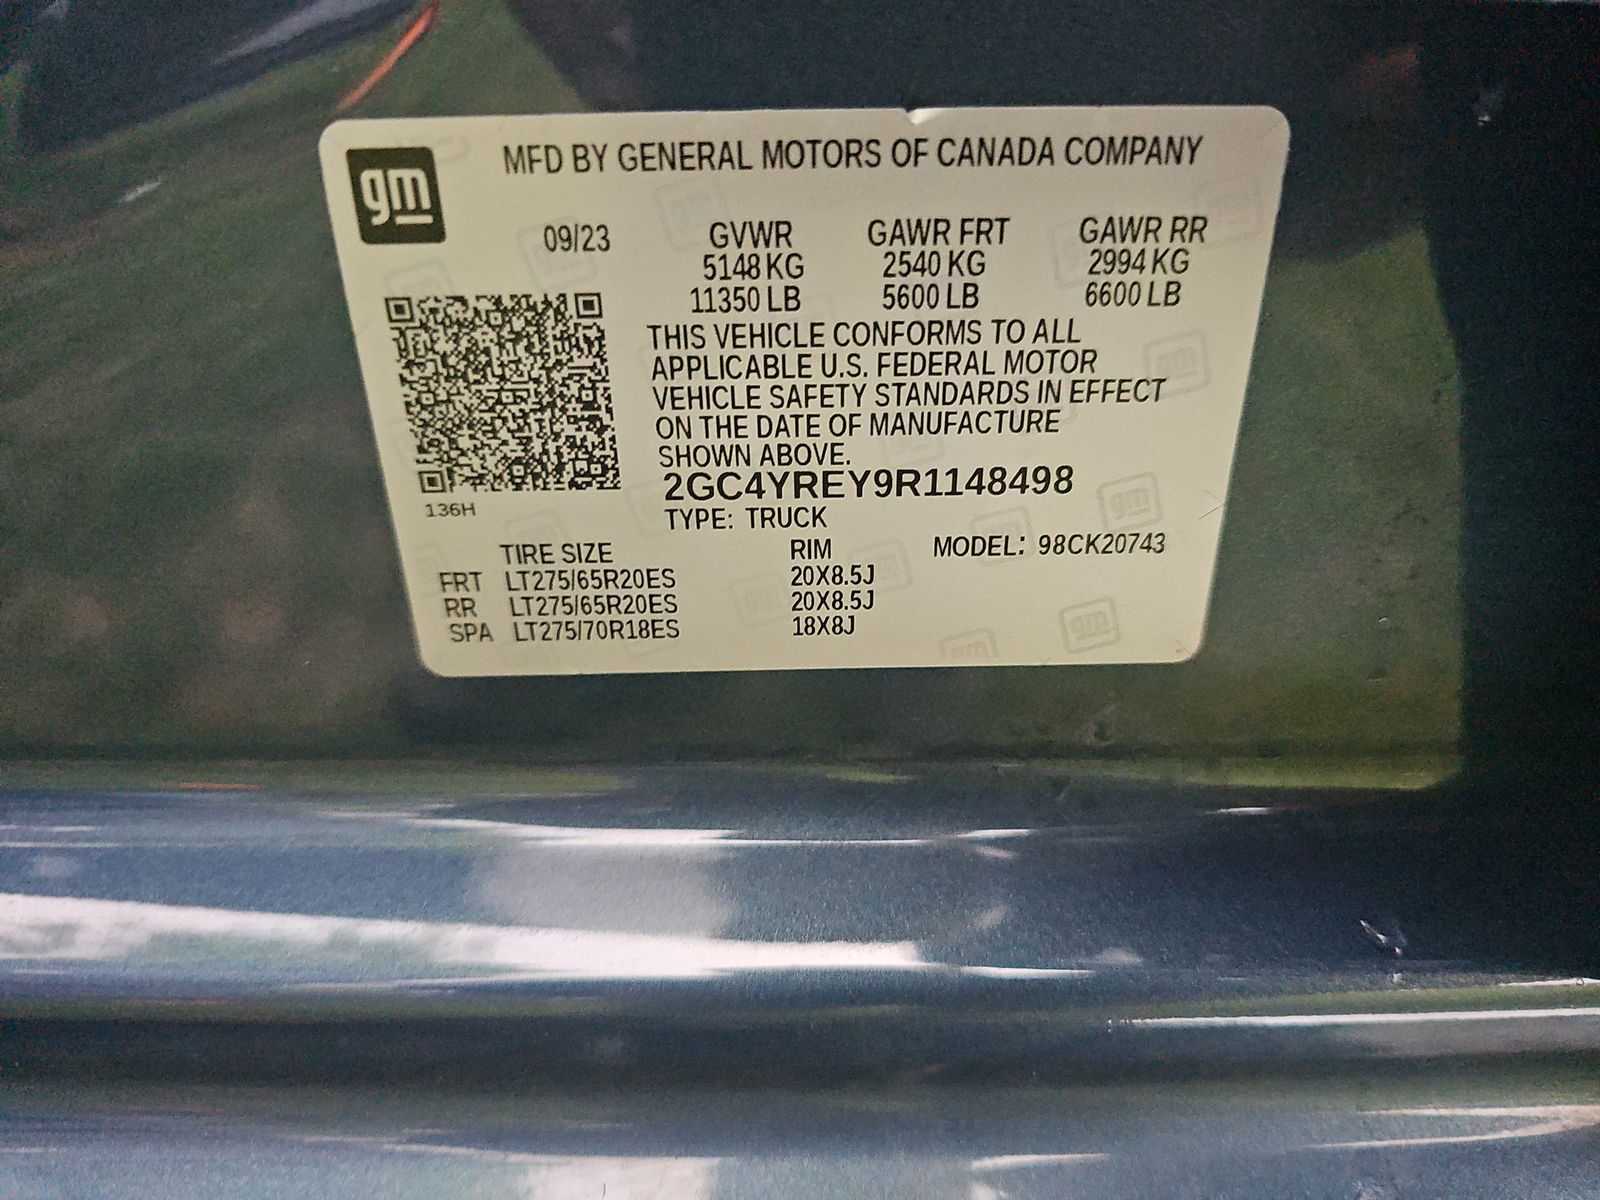 gm
MFD BY GENERAL MOTORS OF CANADA COMPANY
09/23 GVWR GAWR FRT GAWR RR
5148 KG 2540 KG 2994 KG
11350 LB 5600 LB 6600 LB
THIS VEHICLE CONFORMS TO ALL
APPLICABLE U.S. FEDERAL MOTOR
VEHICLE SAFETY STANDARDS IN EFFECT
ON THE DATE OF MANUFACTURE
SHOWN ABOVE.
2GC4YREY9R1148498
136H
TYPE: TRUCK
TIRE SIZE RIM MODEL: 98CK20743
FRT LT275/65R20ES 20X8.5J
RR LT275/65R20ES 20X8.5J
SPA LT275/70R18ES 18X8J